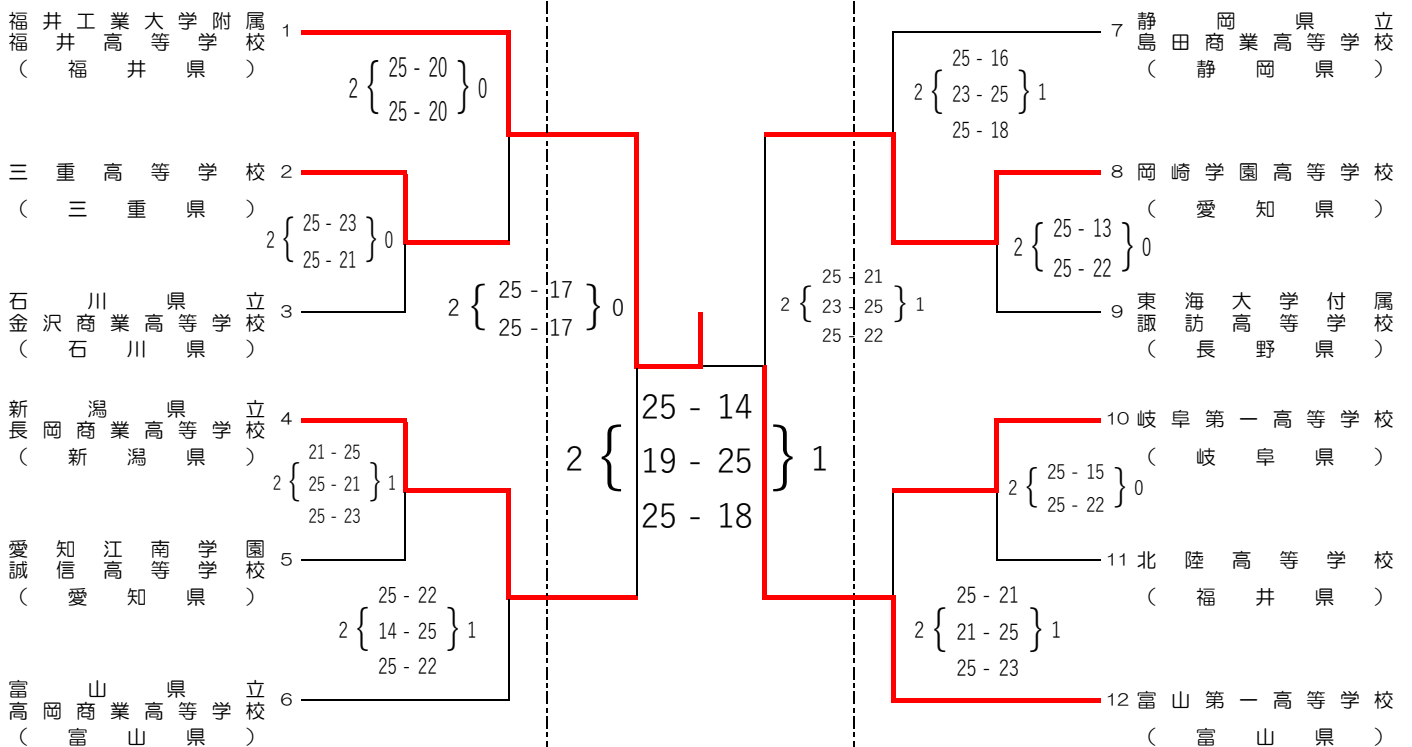 福井工業大学附属
福井高等学校
（福井県）
1
2 { 25 - 20 } 0
25 - 20
三重高等学校
（三重県）
2
2 { 25 - 23 } 0
25 - 21
石川県立
金沢商業高等学校
（石川県）
3
2 { 25 - 17 } 0
25 - 17
新潟県立
長岡商業高等学校
（新潟県）
4
21 - 25
2 { 25 - 21 } 1
25 - 23
愛知江南学園
誠信高等学校
（愛知県）
5
25 - 22
2 { 14 - 25 } 1
25 - 22
富山県立
高岡商業高等学校
（富山県）
6
25 - 14
2 { 19 - 25 } 1
25 - 18
7
静岡県立
島田商業高等学校
（静岡県）
25 - 16
2 { 23 - 25 } 1
25 - 18
8 岡崎学園高等学校
（愛知県）
2 { 25 - 13 } 0
25 - 22
9
東海大学付属
諏訪高等学校
（長野県）
25 - 21
2 { 23 - 25 } 1
25 - 22
10 岐阜第一高等学校
（岐阜県）
2 { 25 - 15 } 0
25 - 22
11 北陸高等学校
（福井県）
25 - 21
2 { 21 - 25 } 1
25 - 23
12 富山第一高等学校
（富山県）